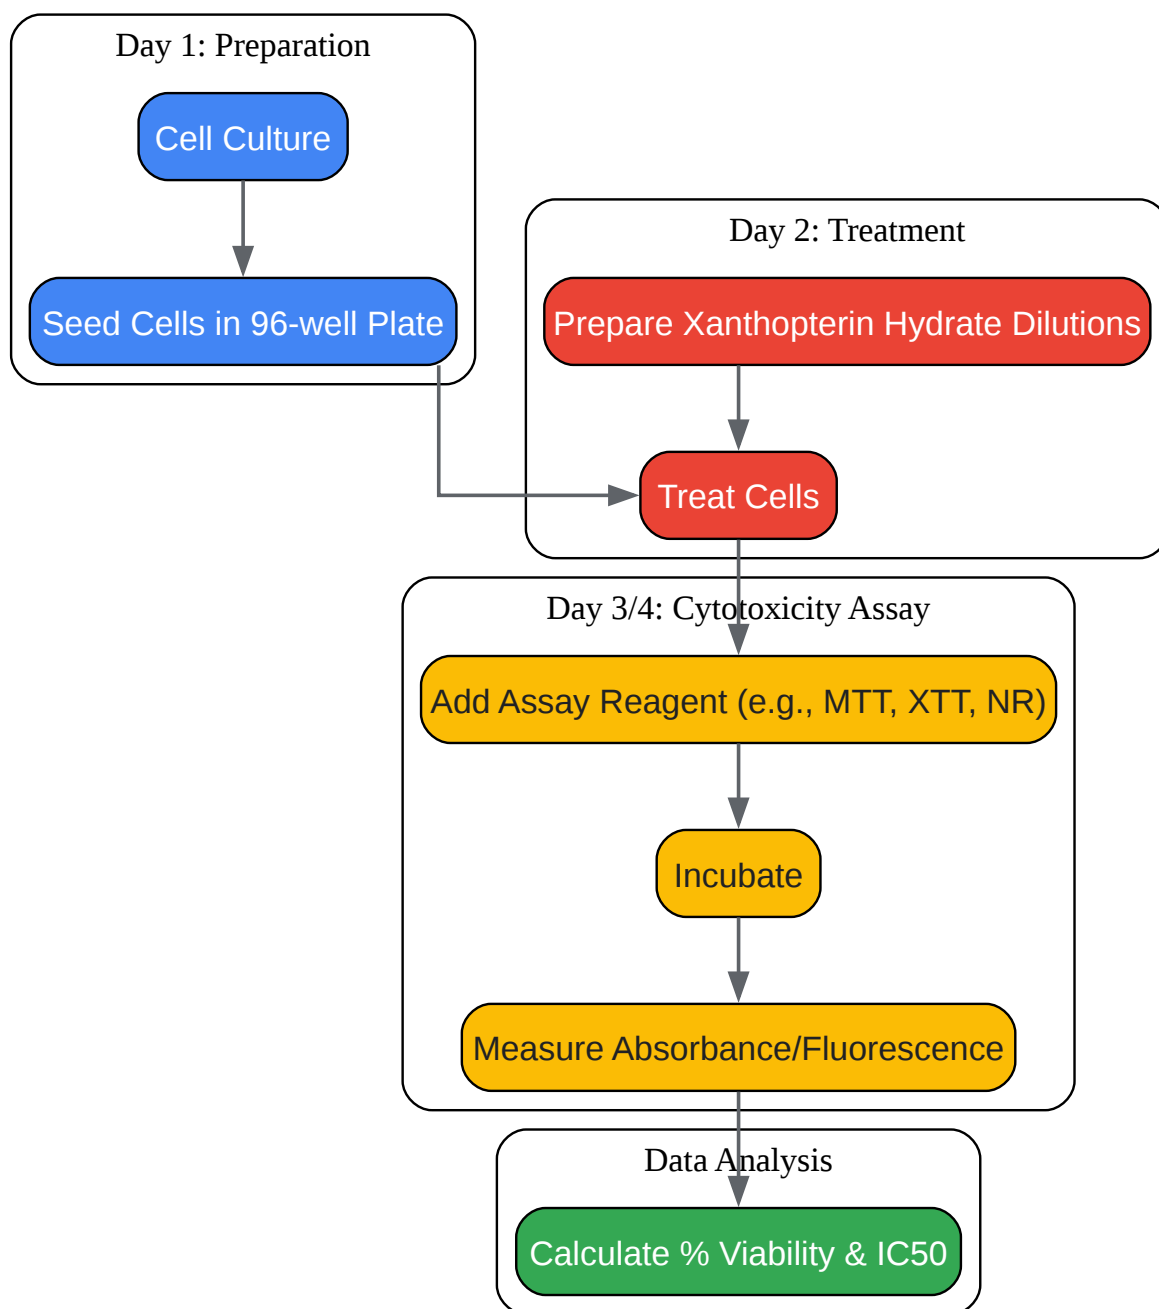 Day 1: Preparation
Cell Culture
Seed Cells in 96-well Plate
Day 2: Treatment
Prepare Xanthopterin Hydrate Dilutions
Treat Cells
Day 3/4: Cytotoxicity Assay
Add Assay Reagent (e.g., MTT, XTT, NR)
Incubate
Measure Absorbance/Fluorescence
Data Analysis
Calculate % Viability & IC50